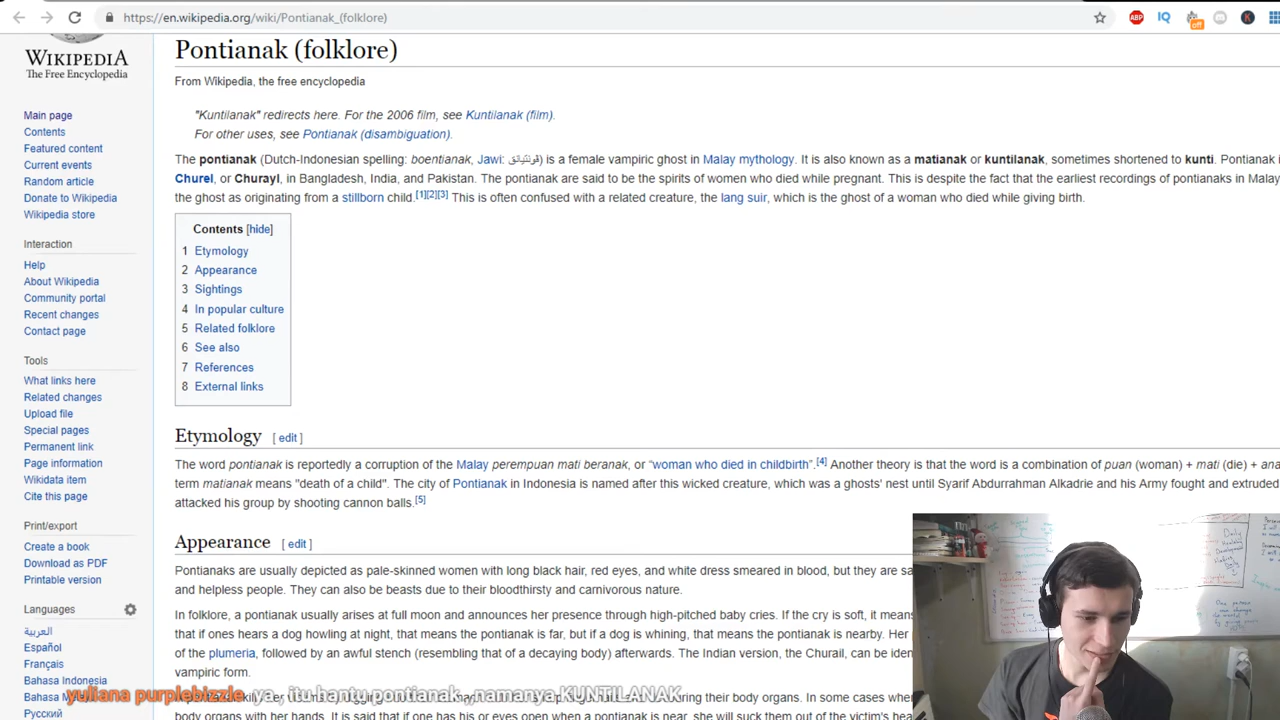 https://en.wikipedia.org/wiki/Pontianak_(folklore)
ABP
IQ
off
K
WIKIPEDIA
The Free Encyclopedia
Main page
Contents
Featured content
Current events
Random article
Donate to Wikipedia
Wikipedia store
Interaction
Help
About Wikipedia
Community portal
Recent changes
Contact page
Tools
What links here
Related changes
Upload file
Special pages
Permanent link
Page information
Wikidata item
Cite this page
Print/export
Create a book
Download as PDF
Printable version
Languages
العربية
Español
Français
Bahasa Indonesia
Bahasa
Русский
Pontianak (folklore)
From Wikipedia, the free encyclopedia
"Kuntilanak" redirects here. For the 2006 film, see Kuntilanak (film).
For other uses, see Pontianak (disambiguation).
The pontianak (Dutch-Indonesian spelling: boentianak, Jawi: ڤونتيانق) is a female vampiric ghost in Malay mythology. It is also known as a matianak or kuntilanak, sometimes shortened to kunti. Pontianak i
Churel, or Churayl, in Bangladesh, India, and Pakistan. The pontianak are said to be the spirits of women who died while pregnant. This is despite the fact that the earliest recordings of pontianaks in Malay
the ghost as originating from a stillborn child.[1][2][3] This is often confused with a related creature, the lang suir, which is the ghost of a woman who died while giving birth.
Contents [hide]
1 Etymology
2 Appearance
3 Sightings
4 In popular culture
5 Related folklore
6 See also
7 References
8 External links
Etymology [ edit ]
The word pontianak is reportedly a corruption of the Malay perempuan mati beranak, or “woman who died in childbirth”.[4] Another theory is that the word is a combination of puan (woman) + mati (die) + ana
term matianak means "death of a child". The city of Pontianak in Indonesia is named after this wicked creature, which was a ghosts' nest until Syarif Abdurrahman Alkadrie and his Army fought and extruded
attacked his group by shooting cannon balls.[5]
Appearance [ edit ]
Pontianaks are usually depicted as pale-skinned women with long black hair, red eyes, and white dress smeared in blood, but they are sa
and helpless people. They can also be beasts due to their bloodthirsty and carnivorous nature.
In folklore, a pontianak usually arises at full moon and announces her presence through high-pitched baby cries. If the cry is soft, it means
that if ones hears a dog howling at night, that means the pontianak is far, but if a dog is whining, that means the pontianak is nearby. Her
of the plumeria, followed by an awful stench (resembling that of a decaying body) afterwards. The Indian version, the Churail, can be iden
vampiric form.
yuliana purpleblzde ya, itu hantu pontianak ,,namanya KUNTILANAK
ring their body organs. In some cases wher
body organs with her hands. It is said that if one has his or eyes open when a pontianak is near, she will suck them out of the victim's hea